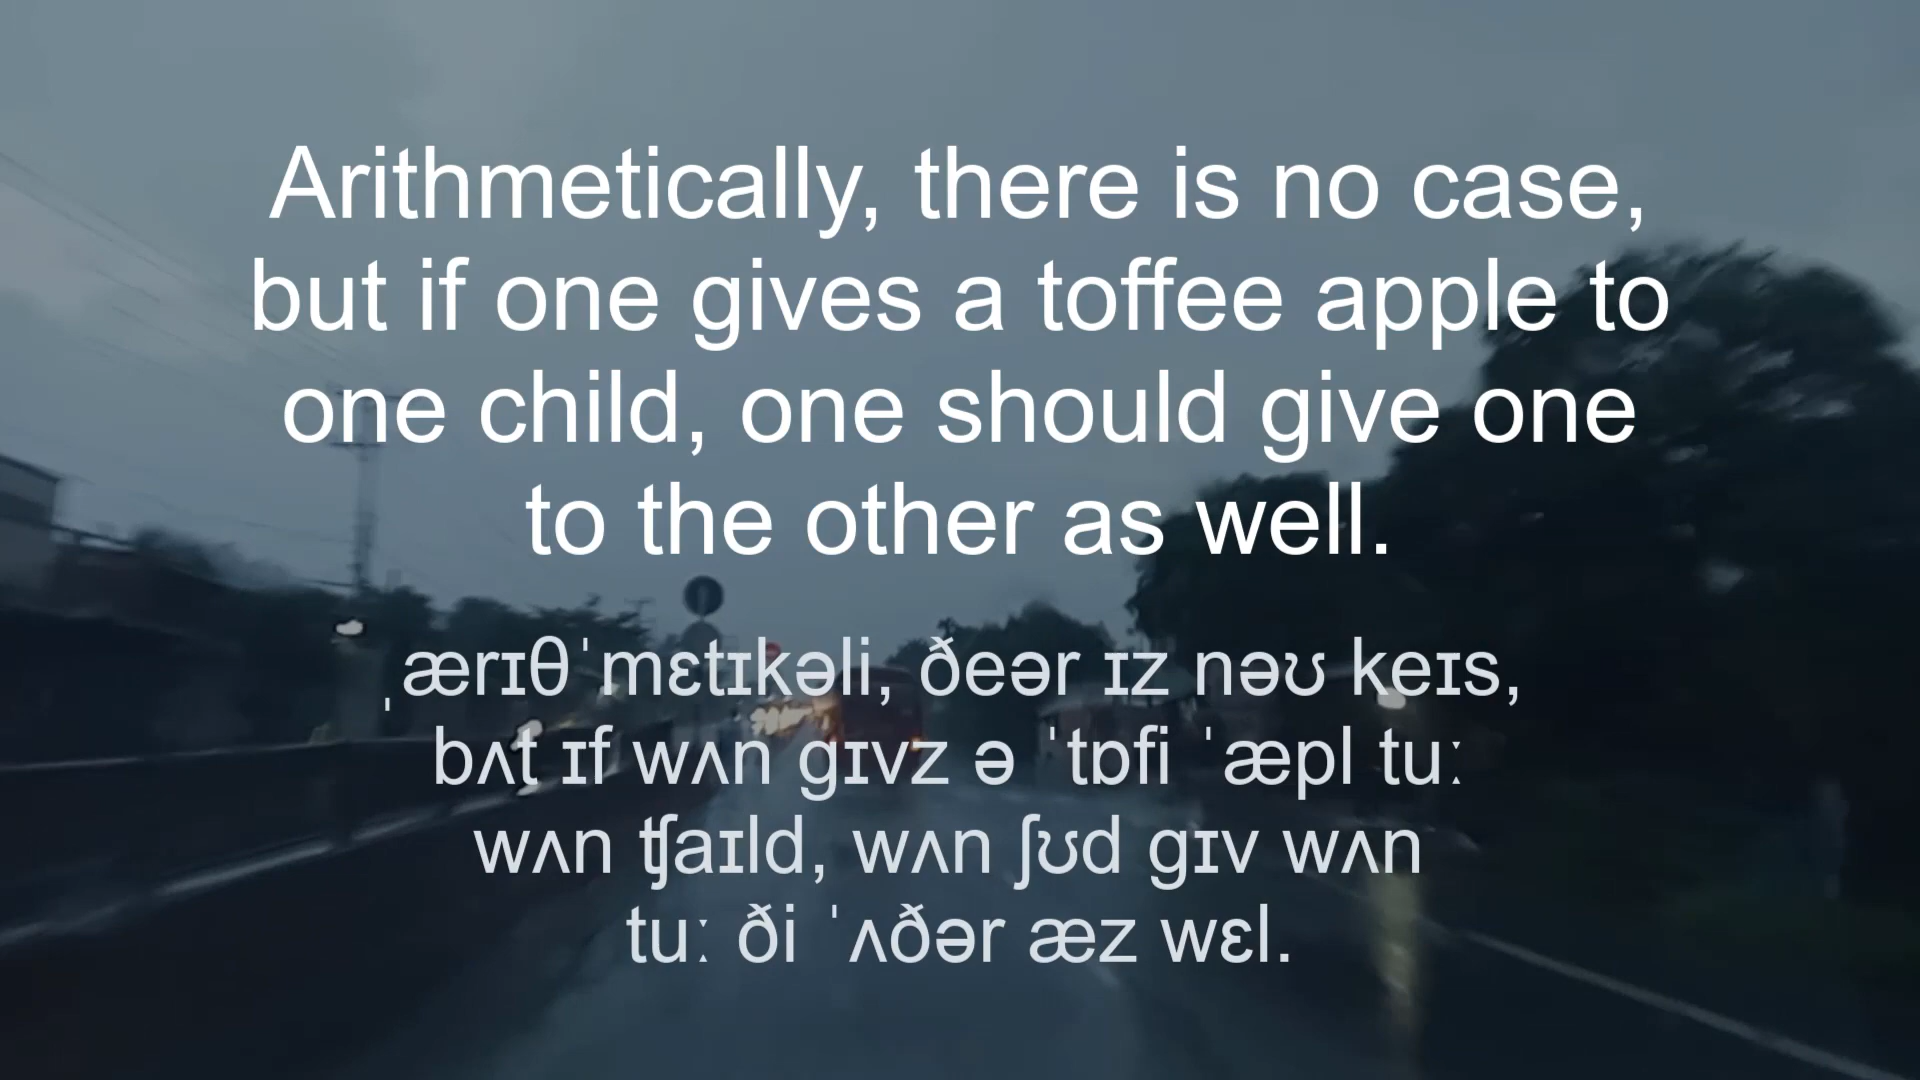 Arithmetically, there is no case,
but if one gives a toffee apple to
one child, one should give one
to the other as well.
ˌærɪθˈmɛtɪkəli, ðeər ɪz nəʊ keɪs,
bʌt ɪf wʌn gɪvz ə ˈtɒfi ˈæpl tuː
wʌn ʧaɪld, wʌn ʃʊd gɪv wʌn
tuː ði ˈʌðər æz wɛl.